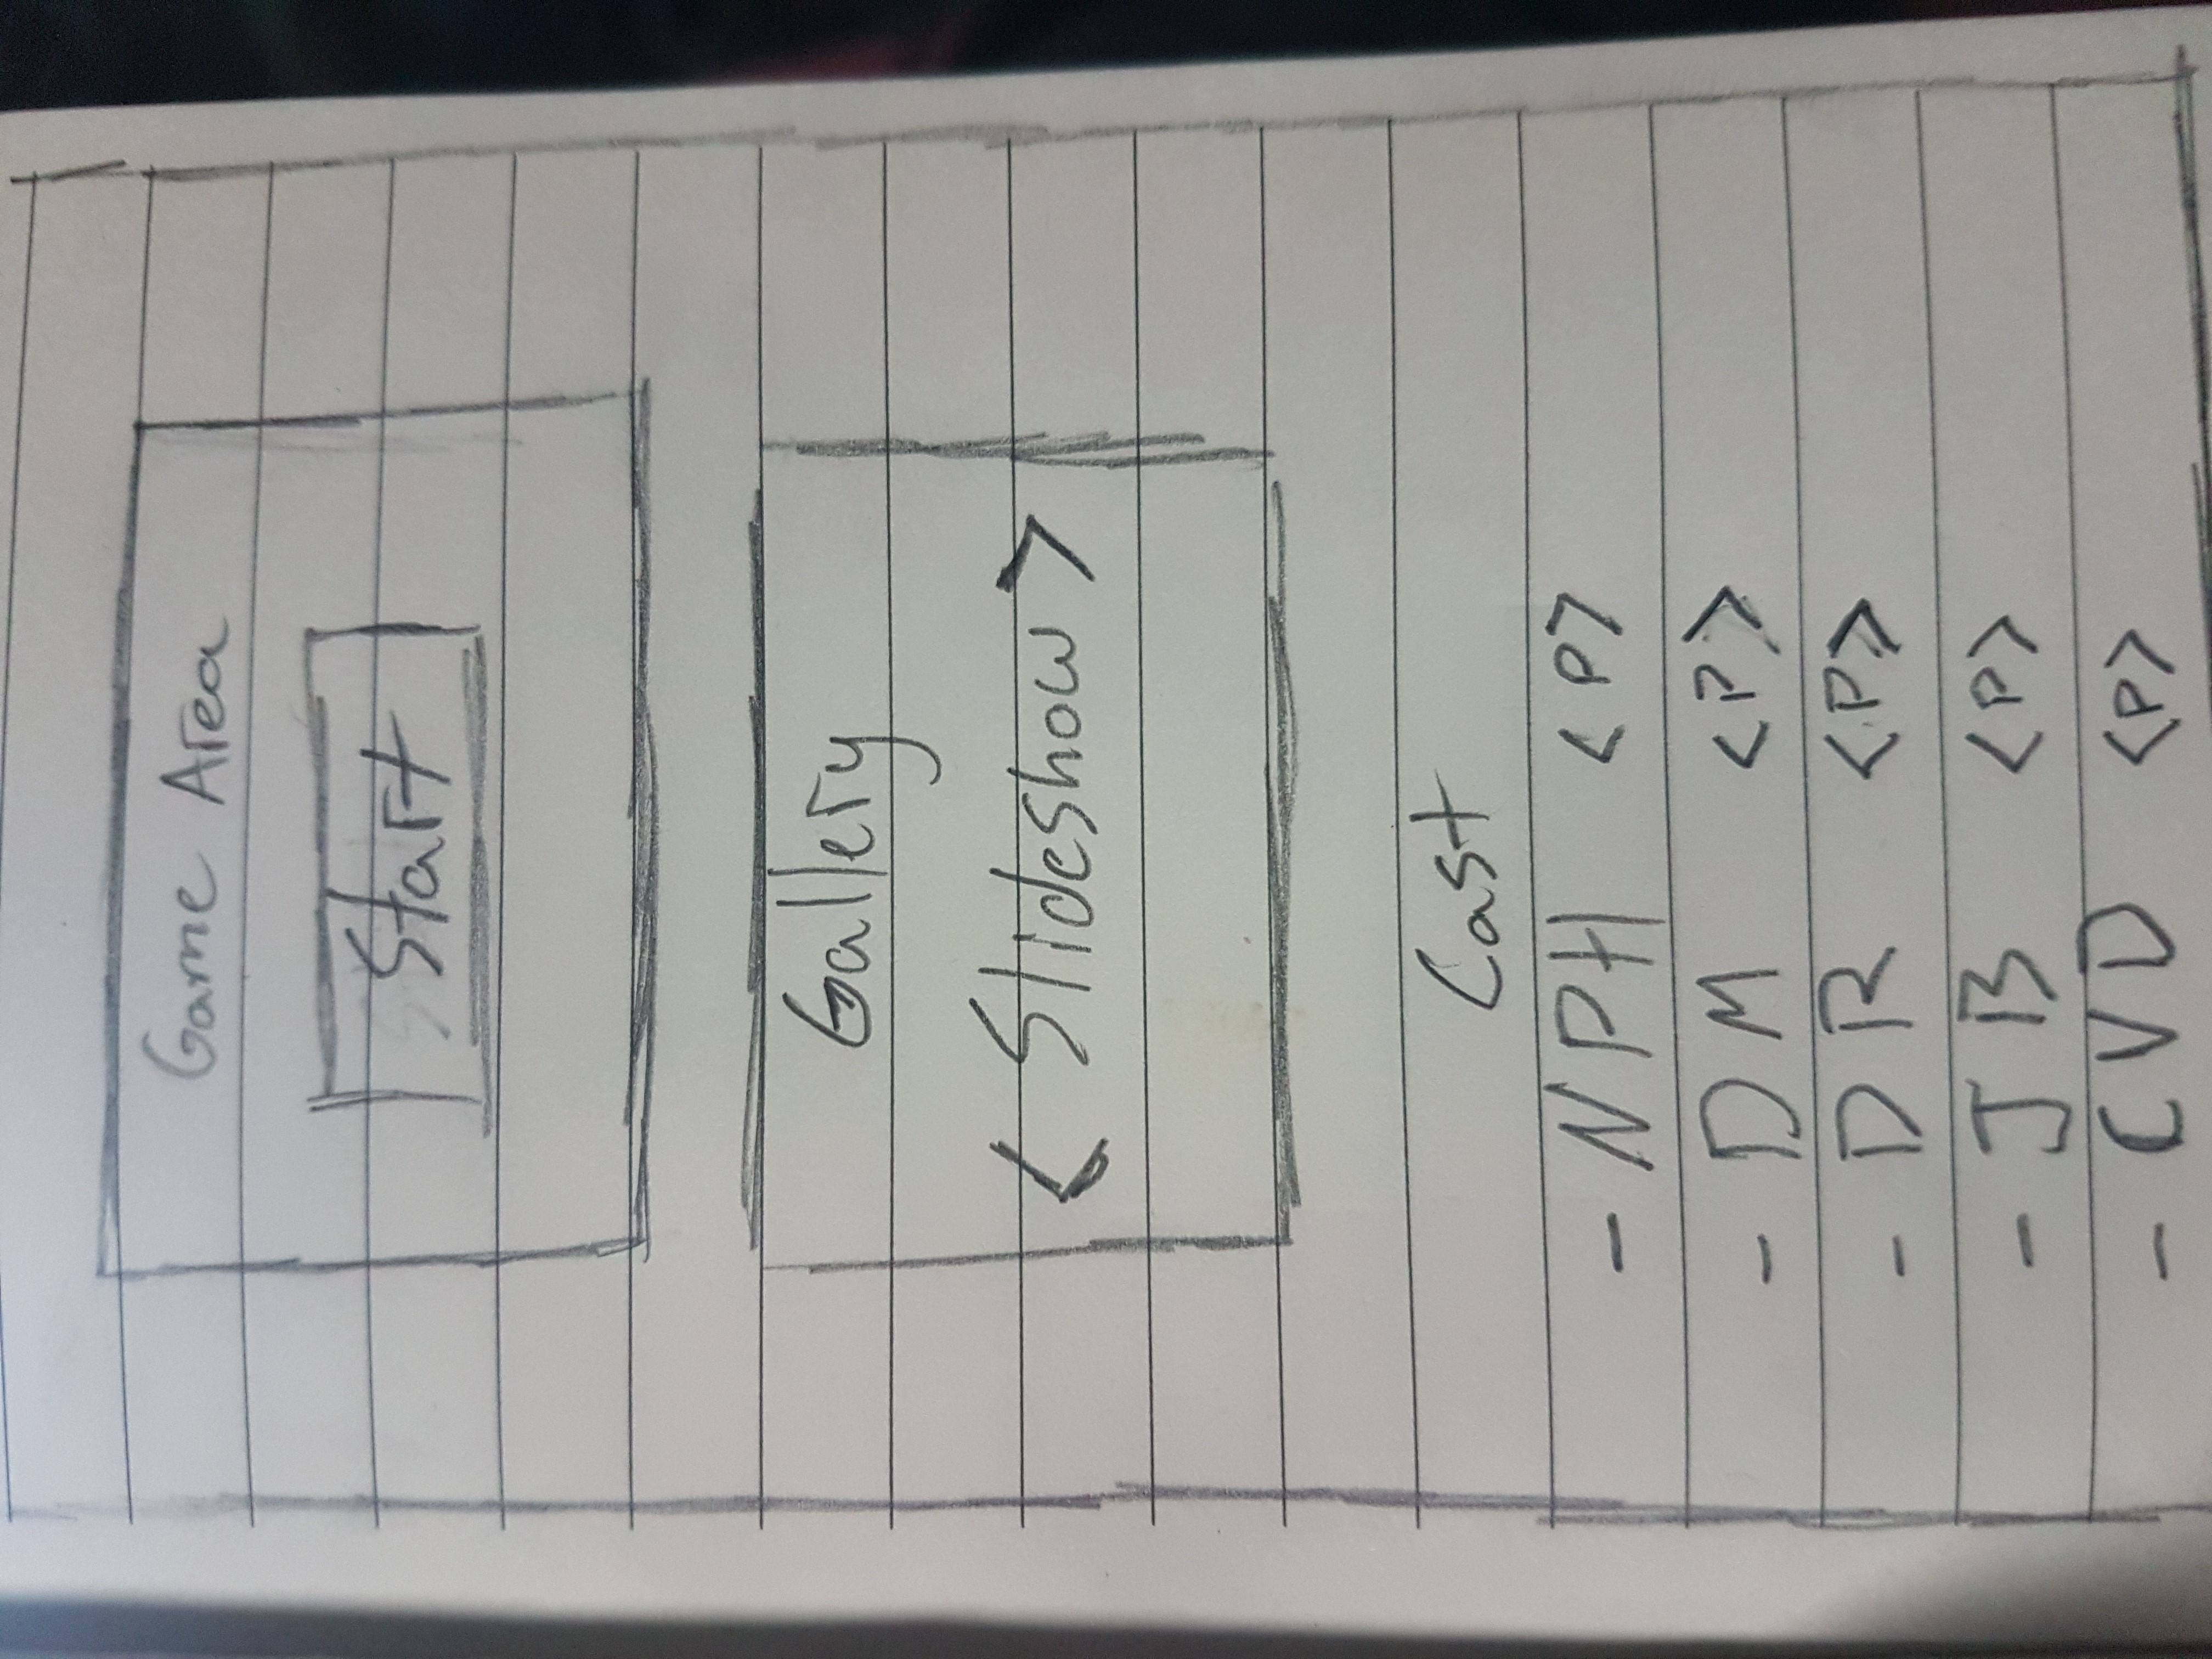 Game Area
Start
Gallery
< Slideshow >
Cast
- NPH <P>
- DM <P>
- DR <P>
- JB <P>
- CVD <P>